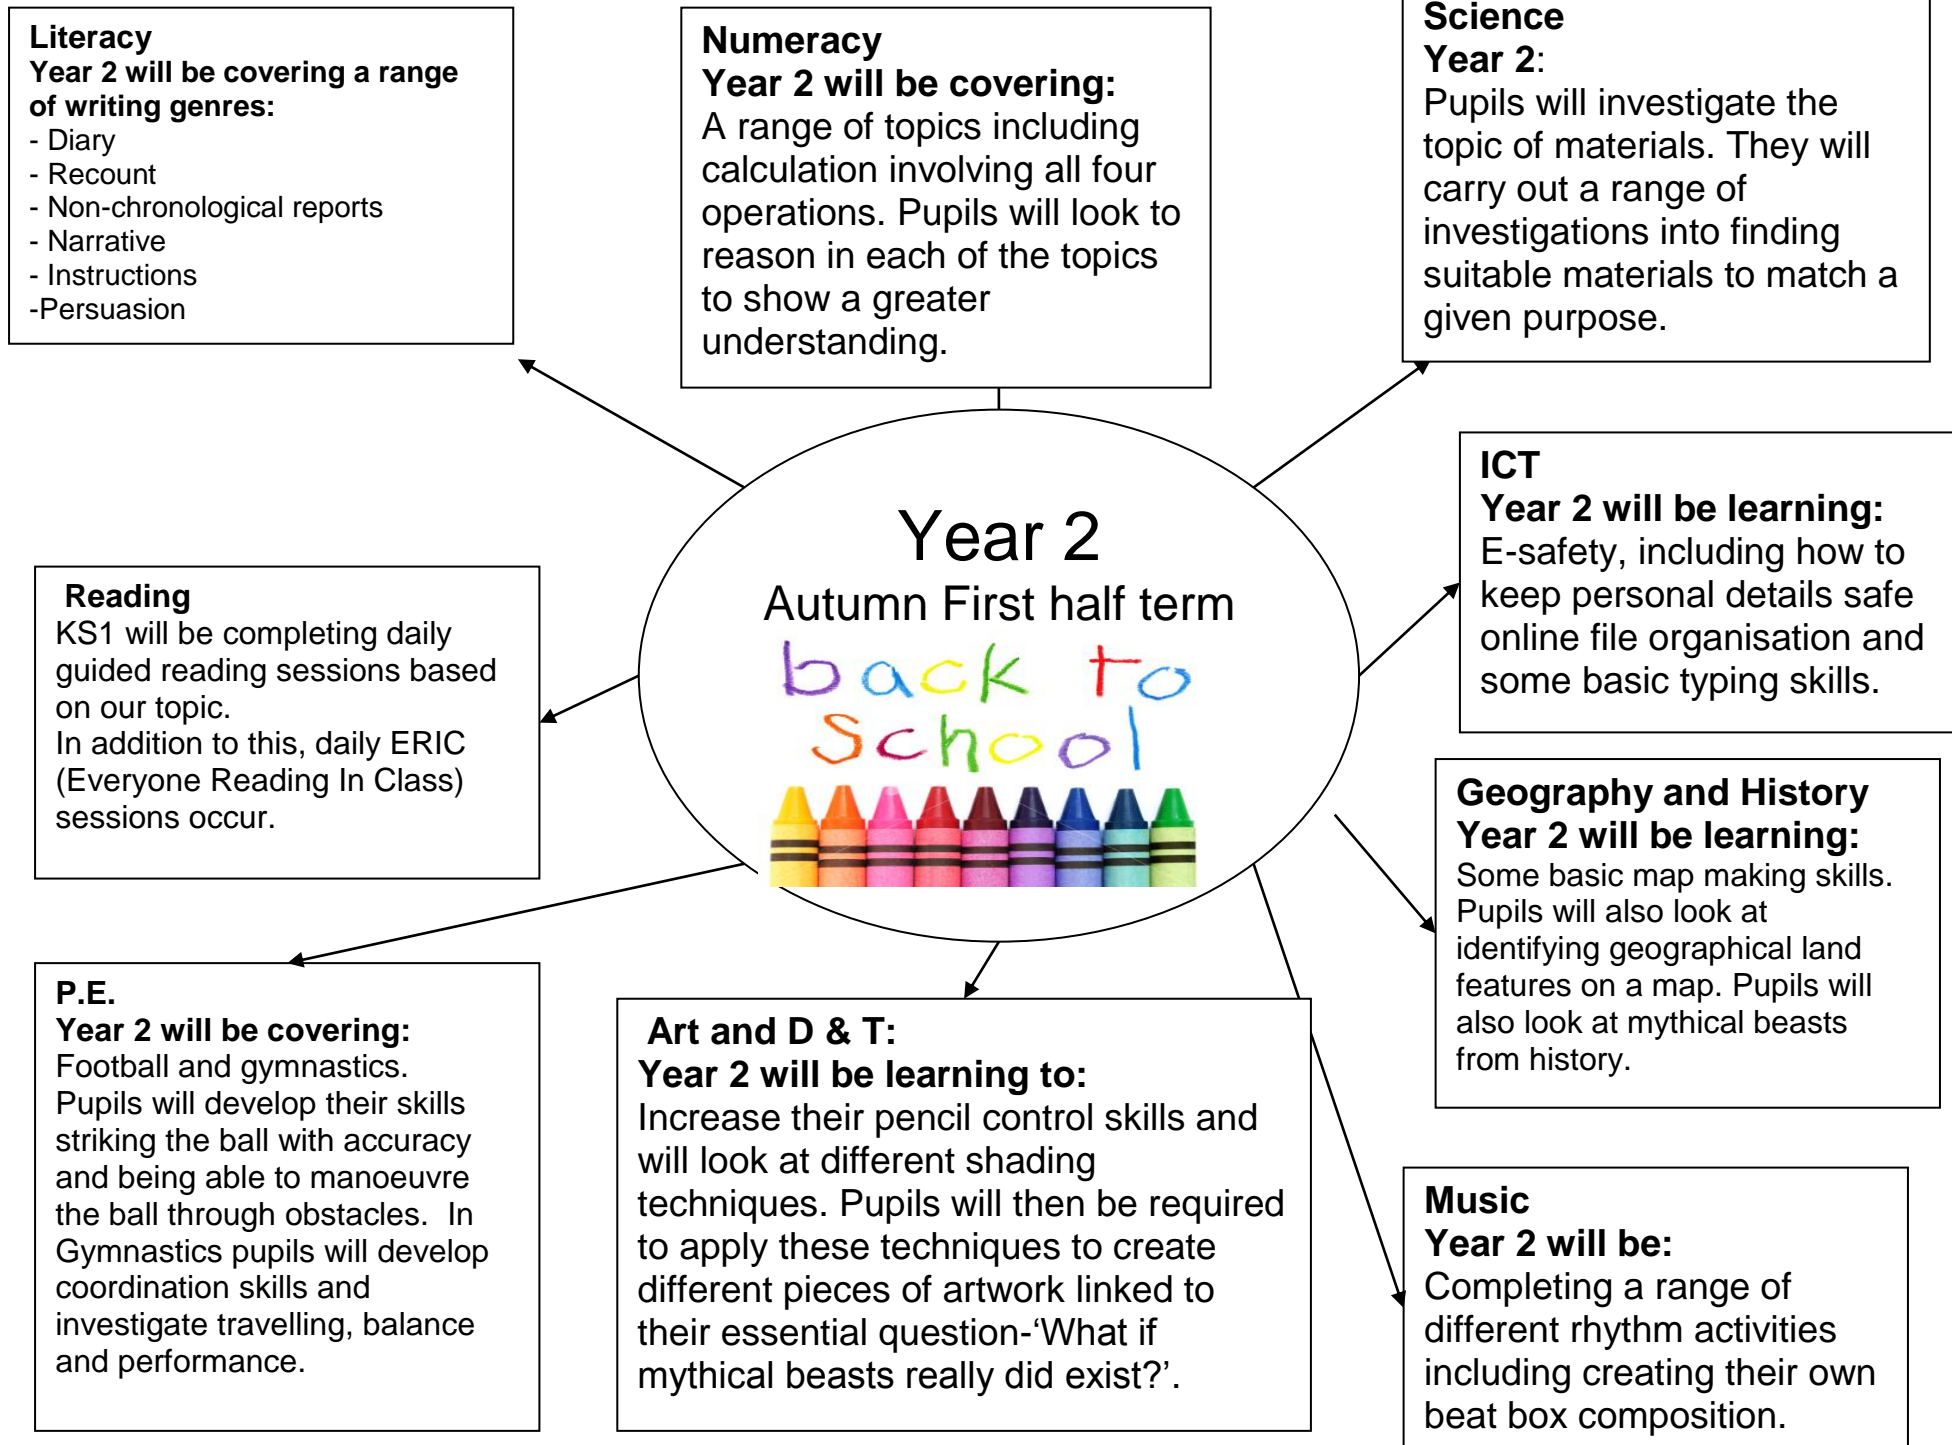 Literacy
Year 2 will be covering a range
of writing genres:
- Diary
- Recount
- Non-chronological reports
- Narrative
- Instructions
-Persuasion
Numeracy
Year 2 will be covering:
A range of topics including
calculation involving all four
operations. Pupils will look to
reason in each of the topics
to show a greater
understanding.
Science
Year 2:
Pupils will investigate the
topic of materials. They will
carry out a range of
investigations into finding
suitable materials to match a
given purpose.
Year 2
Autumn First half term
back to
School
ICT
Year 2 will be learning:
E-safety, including how to
keep personal details safe
online file organisation and
some basic typing skills.
Reading
KS1 will be completing daily
guided reading sessions based
on our topic.
In addition to this, daily ERIC
(Everyone Reading In Class)
sessions occur.
Geography and History
Year 2 will be learning:
Some basic map making skills.
Pupils will also look at
identifying geographical land
features on a map. Pupils will
also look at mythical beasts
from history.
P.E.
Year 2 will be covering:
Football and gymnastics.
Pupils will develop their skills
striking the ball with accuracy
and being able to manoeuvre
the ball through obstacles.  In
Gymnastics pupils will develop
coordination skills and
investigate travelling, balance
and performance.
Art and D & T:
Year 2 will be learning to:
Increase their pencil control skills and
will look at different shading
techniques. Pupils will then be required
to apply these techniques to create
different pieces of artwork linked to
their essential question-‘What if
mythical beasts really did exist?’.
Music
Year 2 will be:
Completing a range of
different rhythm activities
including creating their own
beat box composition.